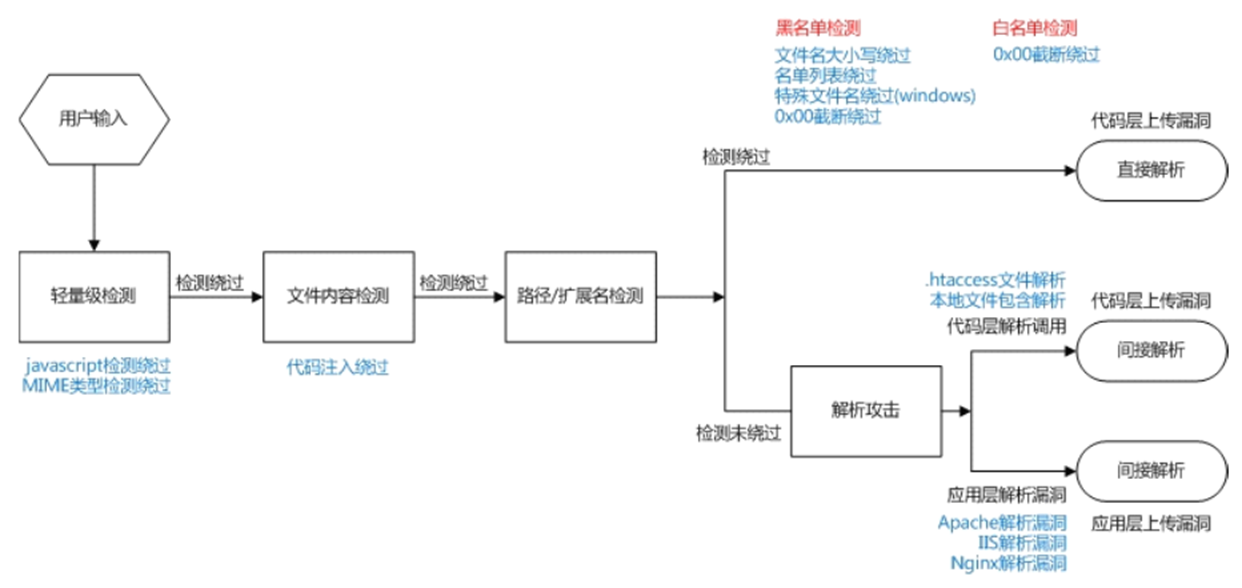 黑名单检测
文件名大小写绕过
名单列表绕过
特殊文件名绕过(windows)
0x00截断绕过
白名单检测
0x00截断绕过
用户输入
代码层上传漏洞
检测绕过
直接解析
轻量级检测
检测绕过
文件内容检测
检测绕过
路径/扩展名检测
javascript检测绕过
MIME类型检测绕过
代码注入绕过
.htaccess文件解析
本地文件包含解析
代码层解析调用
代码层上传漏洞
间接解析
检测未绕过
解析攻击
间接解析
应用层解析漏洞
Apache解析漏洞
IIS解析漏洞
Nginx解析漏洞
应用层上传漏洞